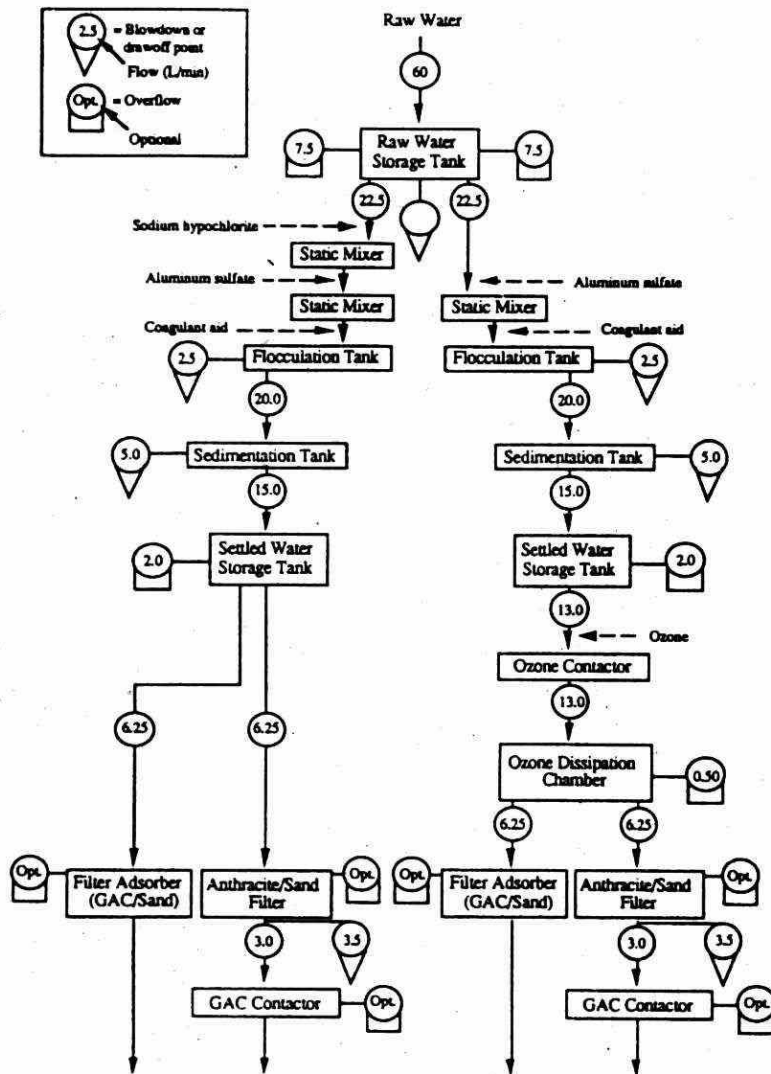 2.5
= Blowdown or
drawoff point
Flow (L/min)
Opt.
= Overflow
Optional
Raw Water
60
7.5
Raw Water
Storage Tank
7.5
22.5
22.5
Sodium hypochlorite
Static Mixer
Aluminum sulfate
Aluminum sulfate
Static Mixer
Static Mixer
Coagulant aid
Coagulant aid
2.5
Flocculation Tank
Flocculation Tank
2.5
20.0
20.0
5.0
Sedimentation Tank
Sedimentation Tank
5.0
15.0
15.0
2.0
Settled Water
Storage Tank
Settled Water
Storage Tank
2.0
13.0
Ozone
Ozone Contactor
13.0
6.25
6.25
Ozone Dissipation
Chamber
0.50
6.25
6.25
Opt.
Filter Adsorber
(GAC/Sand)
Anthracite/Sand
Filter
Opt.
Opt.
Filter Adsorber
(GAC/Sand)
Anthracite/Sand
Filter
Opt.
3.0
3.5
3.0
3.5
GAC Contactor
Opt.
GAC Contactor
Opt.